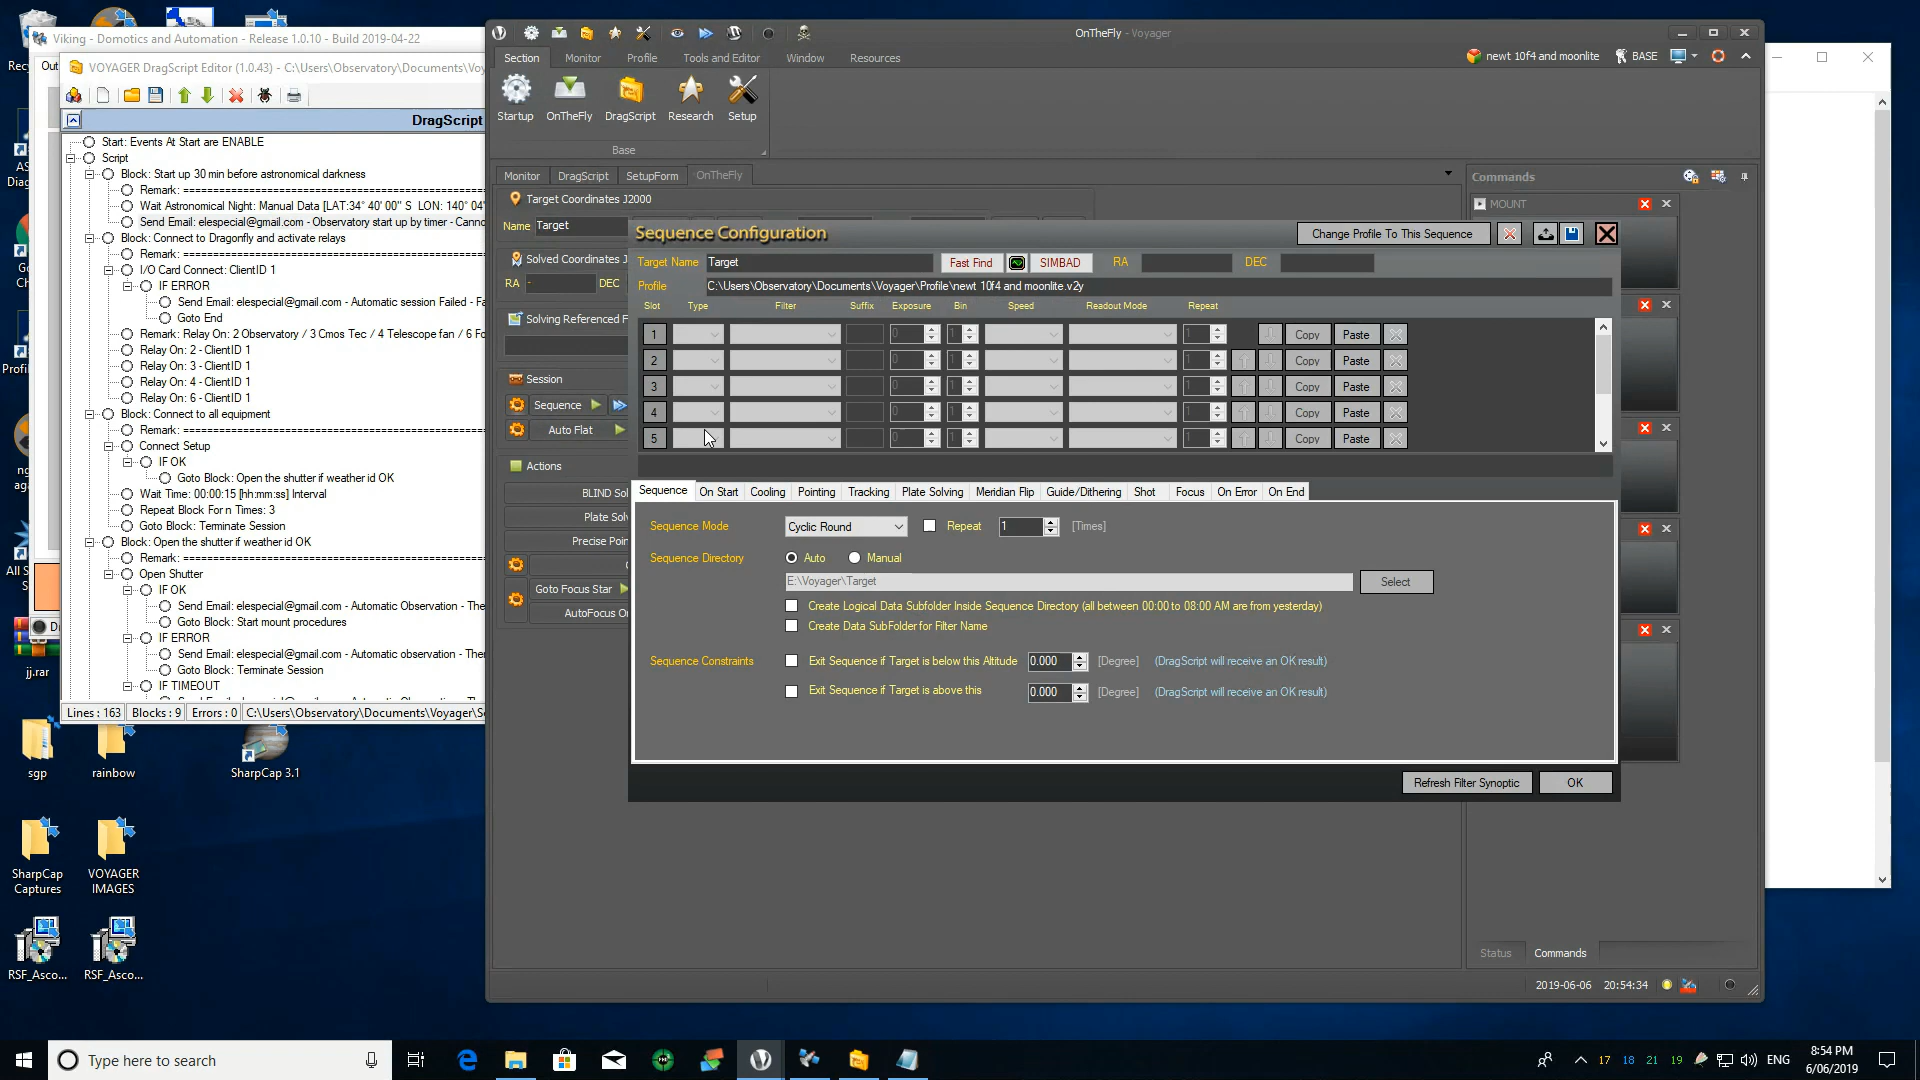 Viking - Domotics and Automation - Release 1.0.10 - Build 2019-04-22
VOYAGER DragScript Editor (1.0.43) - C:\Users\Observatory\Documents\Voy
DragScript
Start: Events At Start are ENABLE
Script
Block: Start up 30 min before astronomical darkness
Remark: ================================================
Wait Astronomical Night: Manual Data [LAT:34° 40' 00" S LON: 140° 04'
Send Email: elespecial@gmail.com - Observatory start up by timer - Canno
Block: Connect to Dragonfly and activate relays
Remark: ================================================
I/O Card Connect: ClientID 1
IF ERROR
Send Email: elespecial@gmail.com - Automatic session Failed - Fa
Goto End
Remark: Relay On: 2 Observatory / 3 Cmos Tec / 4 Telescope fan / 6 Fo
Relay On: 2 - ClientID 1
Relay On: 3 - ClientID 1
Relay On: 4 - ClientID 1
Relay On: 6 - ClientID 1
Block: Connect to all equipment
Remark: ================================================
Connect Setup
IF OK
Goto Block: Open the shutter if weather id OK
Wait Time: 00:00:15 [hh:mm:ss] Interval
Repeat Block For n Times: 3
Goto Block: Terminate Session
Block: Open the shutter if weather id OK
Remark: ================================================
Open Shutter
IF OK
Send Email: elespecial@gmail.com - Automatic Observation - The
Goto Block: Start mount procedures
IF ERROR
Send Email: elespecial@gmail.com - Automatic observation - The
Goto Block: Terminate Session
IF TIMEOUT
Lines : 163 Blocks : 9 Errors : 0 C:\Users\Observatory\Documents\Voyager\S
jj.rar
sgp
rainbow
SharpCap 3.1
SharpCap Captures
VOYAGER IMAGES
RSF_Asco...
RSF_Asco...
OnTheFly - Voyager
Section Monitor Profile Tools and Editor Window Resources
newt 10f4 and moonlite BASE
Startup OnTheFly DragScript Research Setup
Base
Monitor DragScript SetupForm OnTheFly
Target Coordinates J2000
Name Target
Solved Coordinates J
RA - DEC
Solving Referenced F
Session
Sequence
Auto Flat
Actions
BLIND Sol
Plate Solv
Precise Poin
Goto Focus Star
AutoFocus On
Commands
MOUNT
Status Commands
2019-06-06 20:54:34
Sequence Configuration
Change Profile To This Sequence
Target Name Target Fast Find SIMBAD RA DEC
Profile C:\Users\Observatory\Documents\Voyager\Profile\newt 10f4 and moonlite.v2y
Slot Type Filter Suffix Exposure Bin Speed Readout Mode Repeat
1 0 1 1 Copy Paste
2 0 1 1 Copy Paste
3 0 1 1 Copy Paste
4 0 1 1 Copy Paste
5 0 1 1 Copy Paste
Sequence On Start Cooling Pointing Tracking Plate Solving Meridian Flip Guide/Dithering Shot Focus On Error On End
Sequence Mode Cyclic Round Repeat 1 [Times]
Sequence Directory Auto Manual
E:\Voyager\Target Select
Create Logical Data Subfolder Inside Sequence Directory (all between 00:00 to 08:00 AM are from yesterday)
Create Data SubFolder for Filter Name
Sequence Constraints Exit Sequence if Target is below this Altitude 0.000 [Degree] (DragScript will receive an OK result)
Exit Sequence if Target is above this 0.000 [Degree] (DragScript will receive an OK result)
Refresh Filter Synoptic OK
Type here to search
17 18 21 19 ENG
8:54 PM
6/06/2019